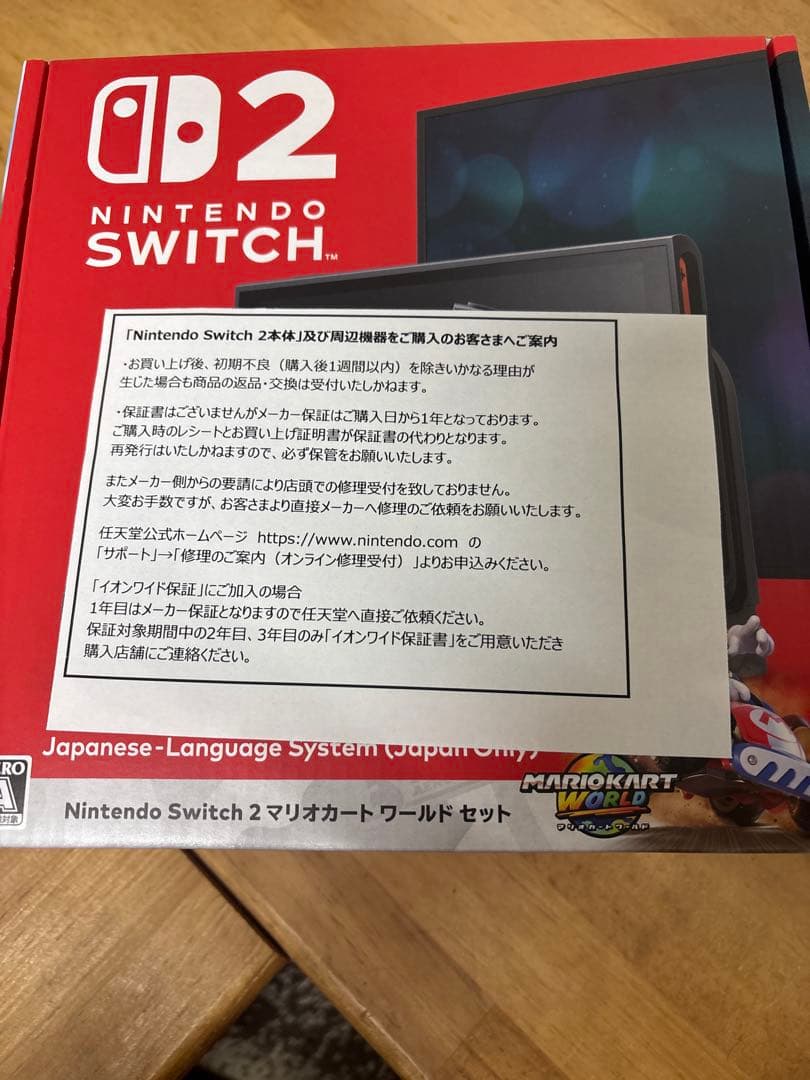 2
NINTENDO
SWITCH™
「Nintendo Switch 2本体」及び周辺機器をご購入のお客さまへご案内
・お買い上げ後、初期不良（購入後1週間以内）を除きいかなる理由が
生じた場合も商品の返品・交換は受付いたしかねます。
・保証書はございませんがメーカー保証はご購入日から1年となっております。
ご購入時のレシートとお買い上げ証明書が保証書の代わりとなります。
再発行はいたしかねますので、必ず保管をお願いいたします。
またメーカー側からの要請により店頭での修理受付を致しておりません。
大変お手数ですが、お客さまより直接メーカーへ修理のご依頼をお願いいたします。
任天堂公式ホームページ https://www.nintendo.com の
「サポート」→「修理のご案内（オンライン修理受付）」よりお申込みください。
「イオンワイド保証」にご加入の場合
1年目はメーカー保証となりますので任天堂へ直接ご依頼ください。
保証対象期間中の2年目、3年目のみ「イオンワイド保証書」をご用意いただき
購入店舗にご連絡ください。
Japanese-Language System (Japan Only)
RO
A
対象
Nintendo Switch 2 マリオカート ワールド セット
MARIOKART
WORLD
マリオカート ワールド